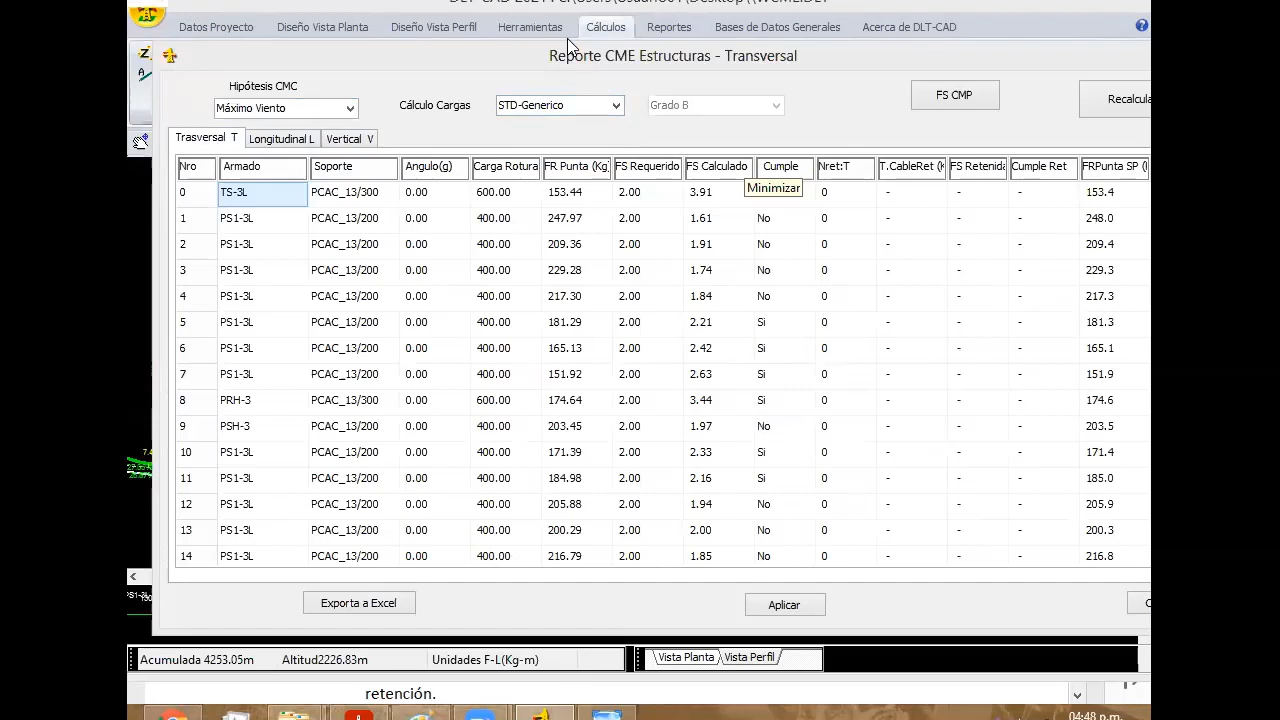 Datos Proyecto Diseño Vista Planta Diseño Vista Perfil Herramientas Cálculos Reportes Bases de Datos Generales Acerca de DLT-CAD
Reporte CME Estructuras - Transversal
Hipótesis CMC
Máximo Viento Cálculo Cargas STD-Generico Grado B FS CMP Recalcula
Trasversal T Longitudinal L Vertical V
Nro Armado Soporte Angulo(g) Carga Rotura FR Punta (Kg) FS Requerido FS Calculado Cumple Nret:T T.CableRet (K FS Retenida Cumple Ret FRPunta SP (
0 TS-3L PCAC_13/300 0.00 600.00 153.44 2.00 3.91 Minimizar 0 - - - 153.4
1 PS1-3L PCAC_13/200 0.00 400.00 247.97 2.00 1.61 No 0 - - - 248.0
2 PS1-3L PCAC_13/200 0.00 400.00 209.36 2.00 1.91 No 0 - - - 209.4
3 PS1-3L PCAC_13/200 0.00 400.00 229.28 2.00 1.74 No 0 - - - 229.3
4 PS1-3L PCAC_13/200 0.00 400.00 217.30 2.00 1.84 No 0 - - - 217.3
5 PS1-3L PCAC_13/200 0.00 400.00 181.29 2.00 2.21 Si 0 - - - 181.3
6 PS1-3L PCAC_13/200 0.00 400.00 165.13 2.00 2.42 Si 0 - - - 165.1
7 PS1-3L PCAC_13/200 0.00 400.00 151.92 2.00 2.63 Si 0 - - - 151.9
8 PRH-3 PCAC_13/300 0.00 600.00 174.64 2.00 3.44 Si 0 - - - 174.6
9 PSH-3 PCAC_13/200 0.00 400.00 203.45 2.00 1.97 No 0 - - - 203.5
10 PS1-3L PCAC_13/200 0.00 400.00 171.39 2.00 2.33 Si 0 - - - 171.4
11 PS1-3L PCAC_13/200 0.00 400.00 184.98 2.00 2.16 Si 0 - - - 185.0
12 PS1-3L PCAC_13/200 0.00 400.00 205.88 2.00 1.94 No 0 - - - 205.9
13 PS1-3L PCAC_13/200 0.00 400.00 200.29 2.00 2.00 No 0 - - - 200.3
14 PS1-3L PCAC_13/200 0.00 400.00 216.79 2.00 1.85 No 0 - - - 216.8
Exporta a Excel Aplicar
Acumulada 4253.05m Altitud2226.83m Unidades F-L(Kg-m) Vista Planta Vista Perfil
retención.
04:48 p.m.